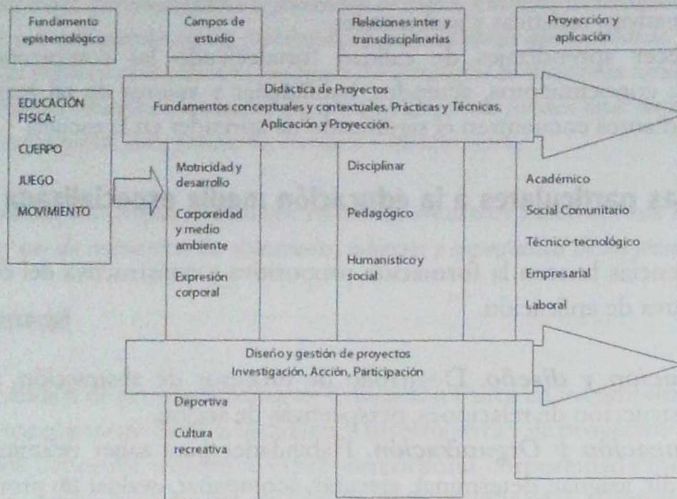 Fundamento
epistemológico
Campos de
estudio
Relaciones inter y
transdisciplinarias
Proyección y
aplicación
Didáctica de Proyectos
Fundamentos conceptuales y contextuales, Prácticas y Técnicas,
Aplicación y Proyección.
EDUCACIÓN
FISICA:
CUERPO
JUEGO
MOVIMIENTO
Motricidad y
desarrollo
Corporeidad
y medio
ambiente
Expresión
corporal
Disciplinar
Pedagógico
Humanístico y
social
Académico
Social Comunitario
Técnico-tecnológico
Empresarial
Laboral
Diseño y gestión de proyectos
Investigación, Acción, Participación
Deportiva
Cultura
recreativa